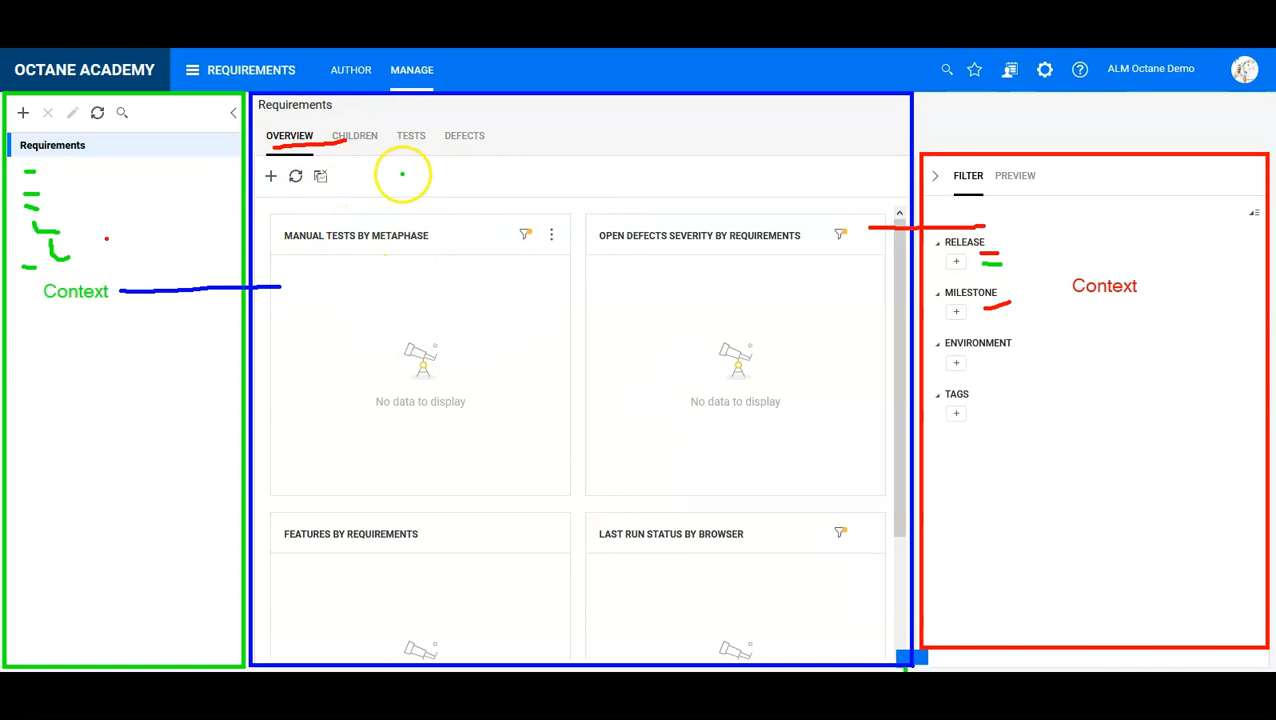 OCTANE ACADEMY
REQUIREMENTS
AUTHOR
MANAGE
ALM Octane Demo
Requirements
Context
Requirements
OVERVIEW CHILDREN TESTS DEFECTS
MANUAL TESTS BY METAPHASE
No data to display
OPEN DEFECTS SEVERITY BY REQUIREMENTS
No data to display
FEATURES BY REQUIREMENTS
LAST RUN STATUS BY BROWSER
FILTER PREVIEW
RELEASE
MILESTONE
ENVIRONMENT
TAGS
Context